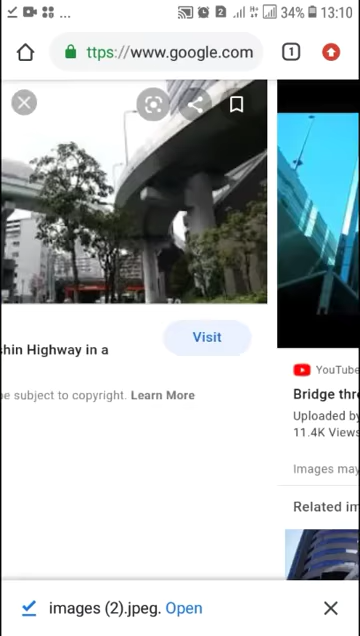 34% 13:10
ttps://www.google.com
1
Visit
shin Highway in a
be subject to copyright. Learn More
YouTube
Bridge thr
Uploaded by
11.4K Views
Images may
Related im
images (2).jpeg. Open